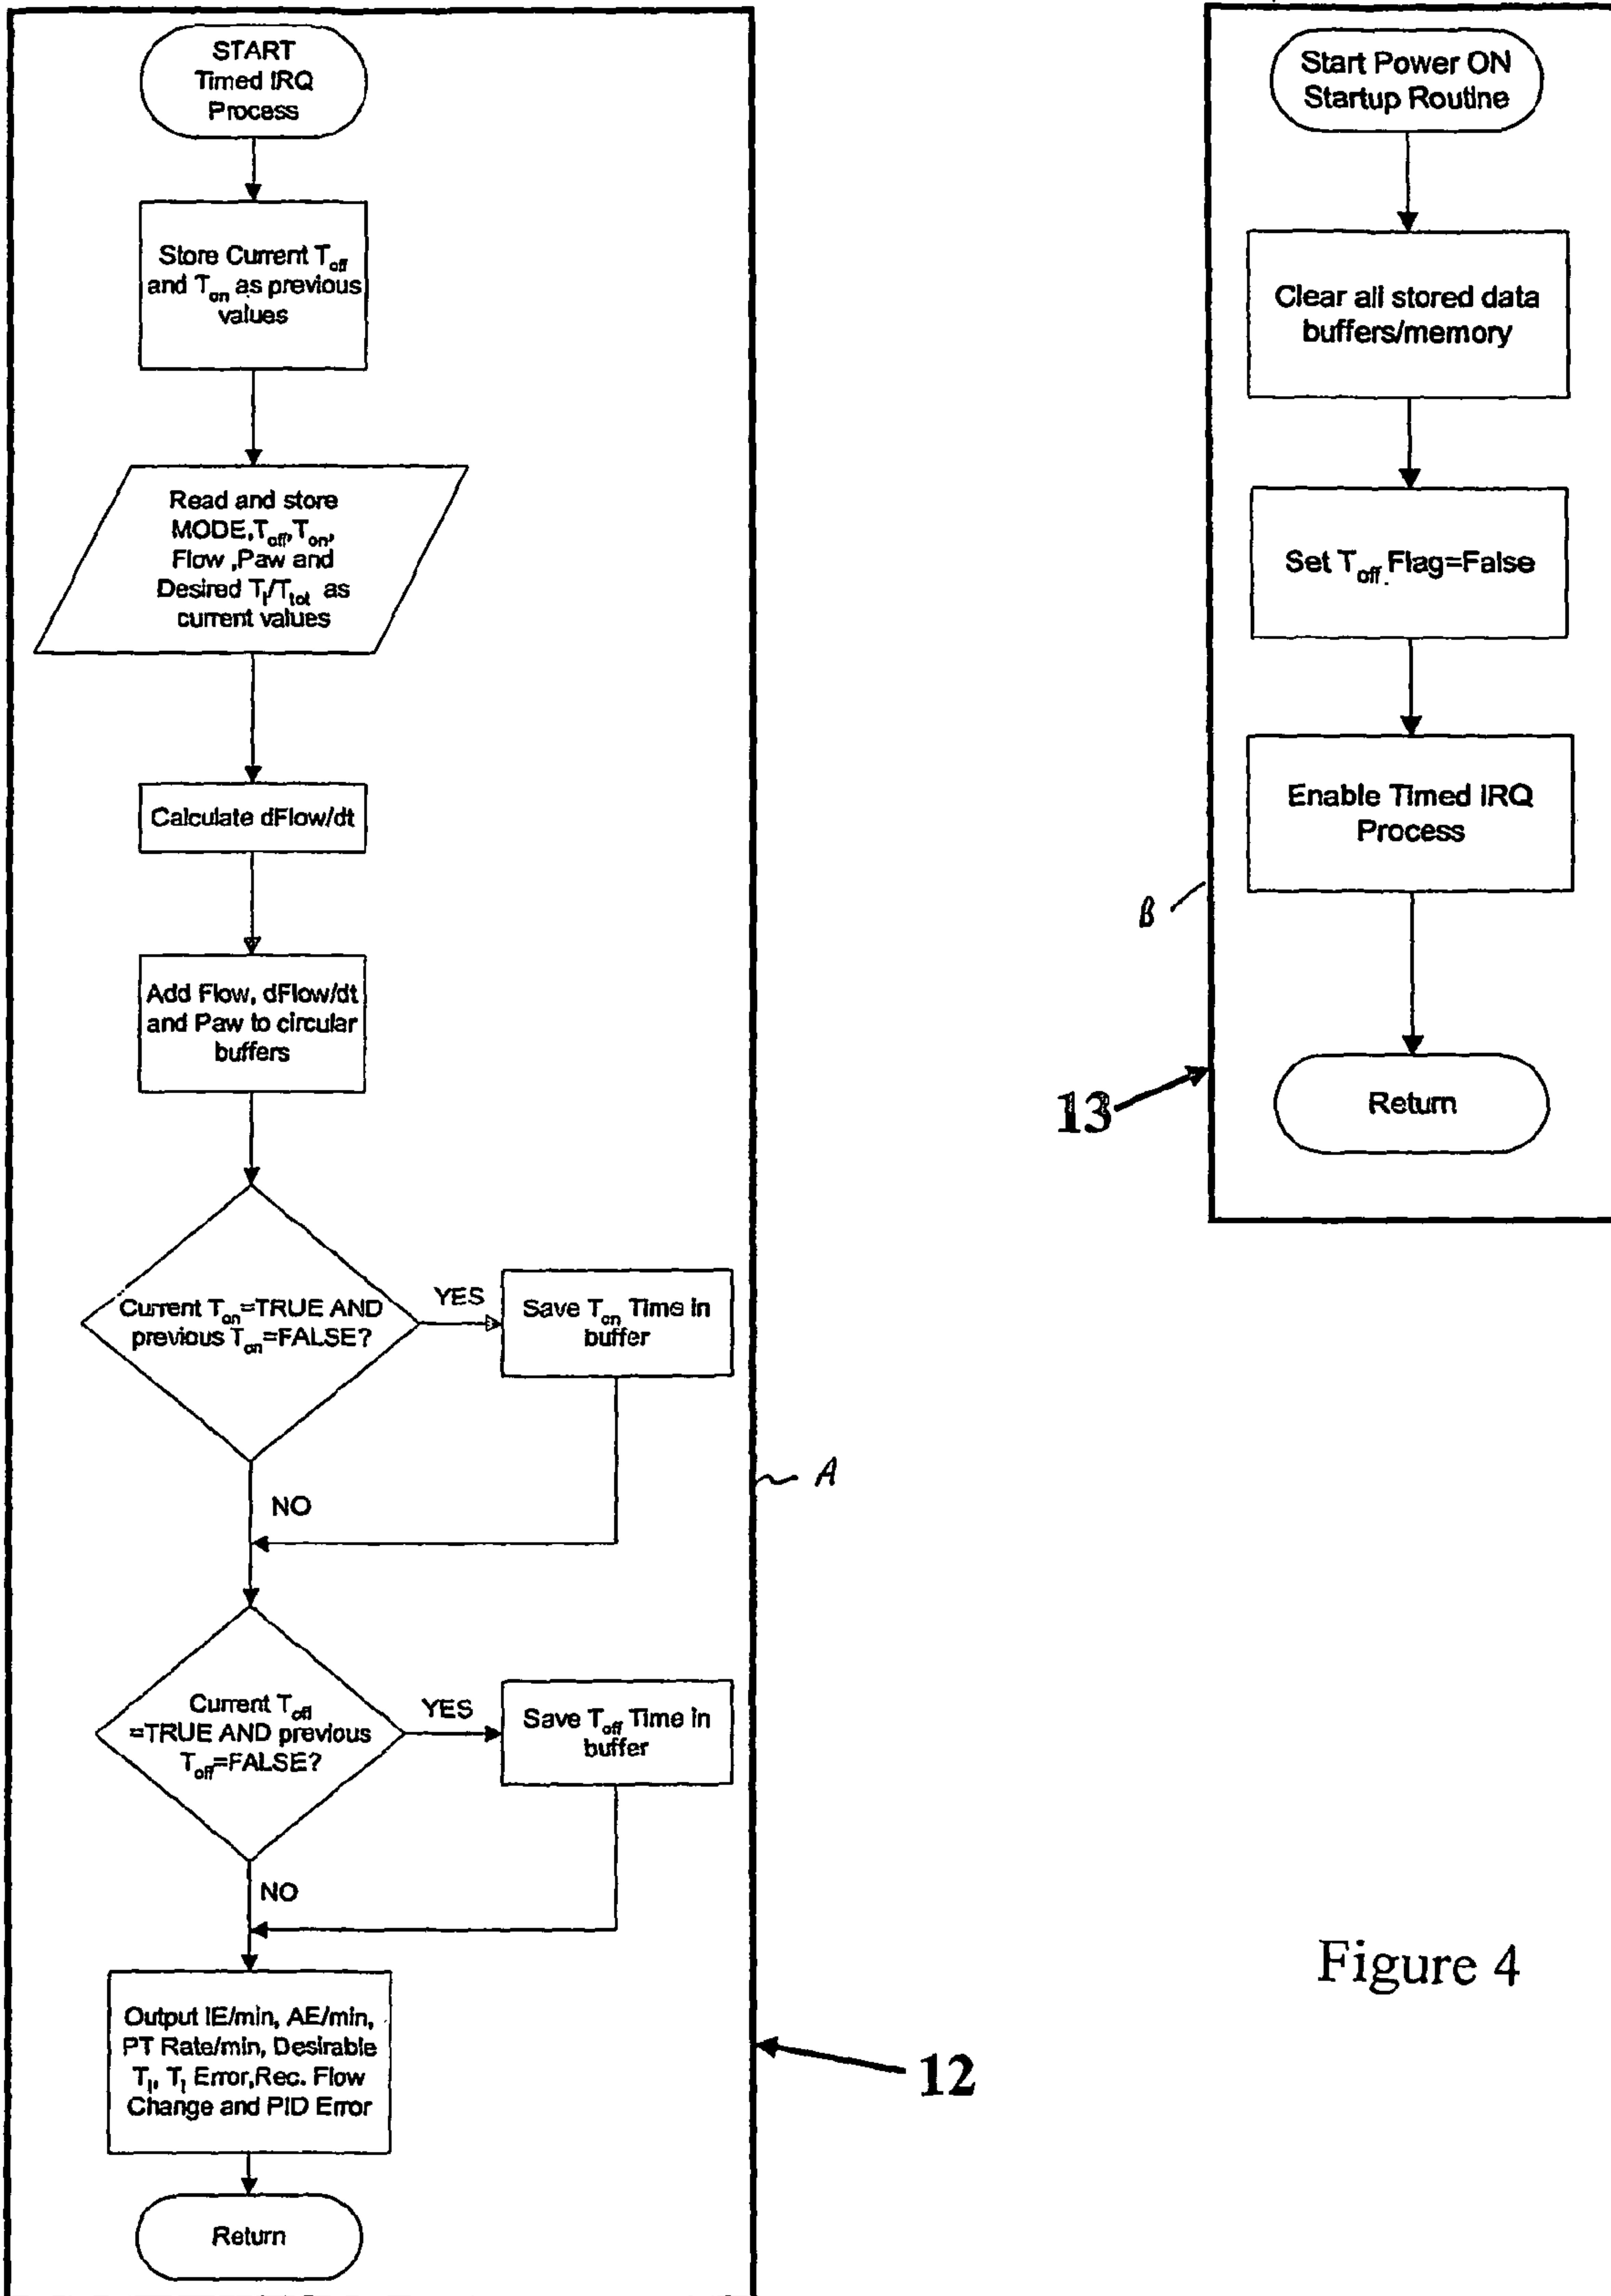 START
Timed IRQ
Process
Store Current Toff
and Ton as previous
values
Read and store
MODE,Toff,Ton,
Flow ,Paw and
Desired TI/Ttot as
current values
Calculate dFlow/dt
Add Flow, dFlow/dt
and Paw to circular
buffers
Current Ton=TRUE AND
previous Ton=FALSE?
YES
Save Ton Time in
buffer
NO
Current Toff
=TRUE AND previous
Toff=FALSE?
YES
Save Toff Time in
buffer
NO
Output IE/min, AE/min,
PT Rate/min, Desirable
TI, TI Error,Rec. Flow
Change and PID Error
Return
A
12
Start Power ON
Startup Routine
Clear all stored data
buffers/memory
Set Toff Flag=False
Enable Timed IRQ
Process
Return
B
13
Figure 4